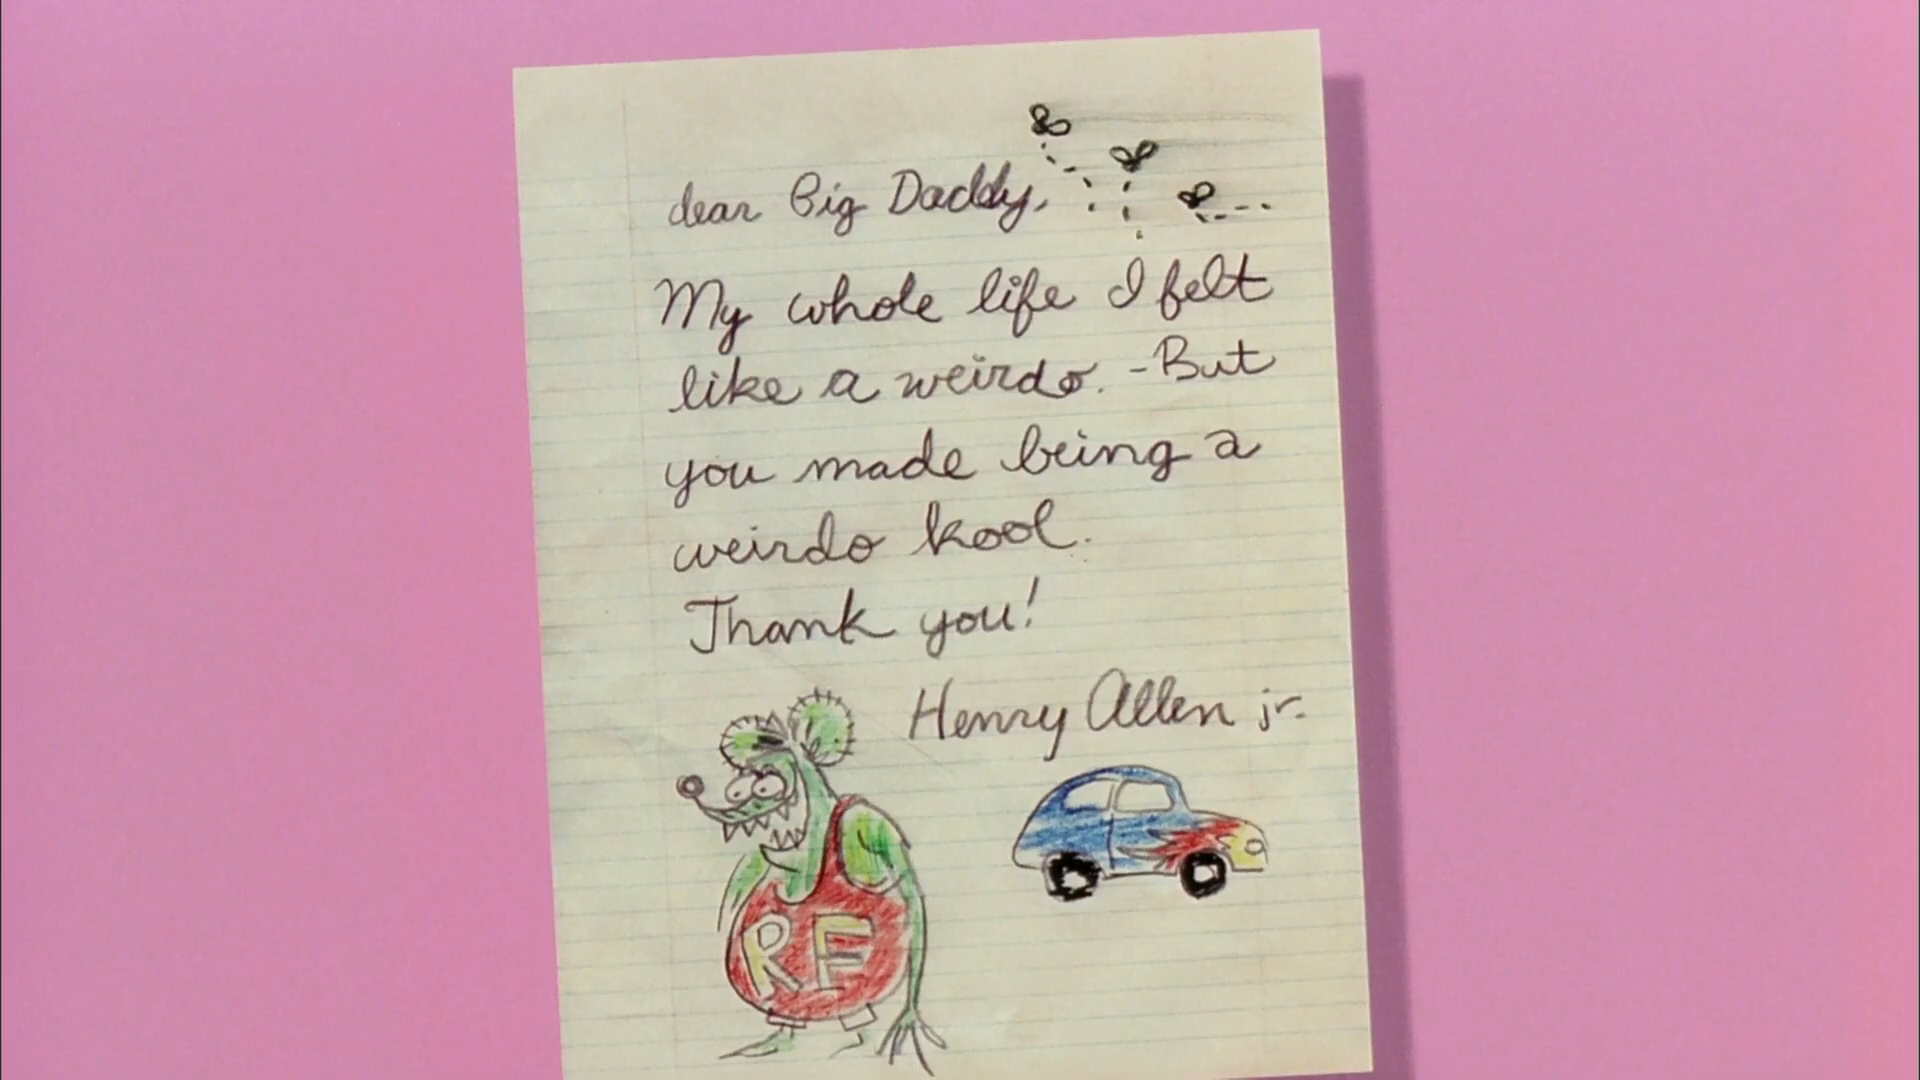 dear Big Daddy,
My whole life I felt
like a weirdo. - But
you made being a
weirdo kool.
Thank you!
Henry Allen jr.
RF